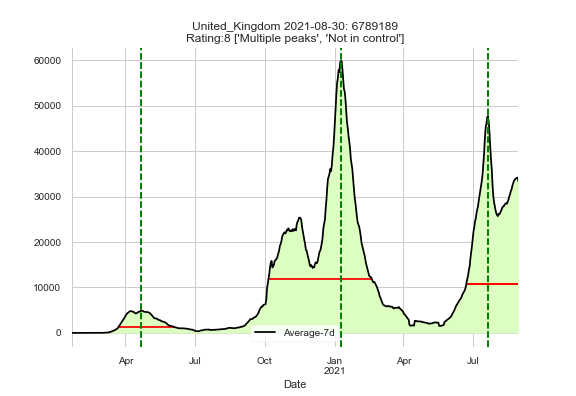 United_Kingdom 2021-08-30: 6789189
Rating:8 ['Multiple peaks', 'Not in control']
60000
50000
40000
30000
20000
10000
0
Average-7d
Apr Jul Oct Jan Apr Jul
2021
Date